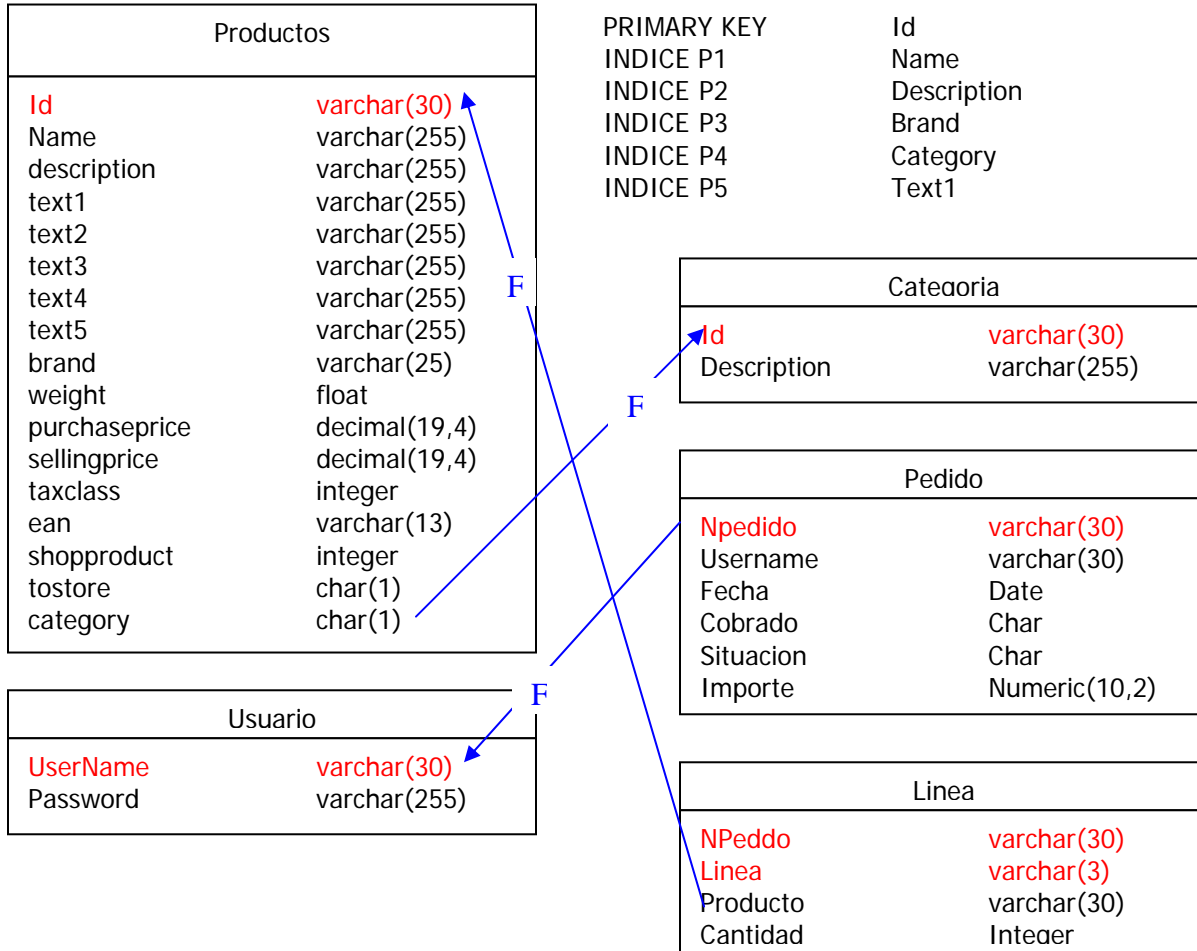 Productos
Id varchar(30)
Name varchar(255)
description varchar(255)
text1 varchar(255)
text2 varchar(255)
text3 varchar(255)
text4 varchar(255)
text5 varchar(255)
brand varchar(25)
weight float
purchaseprice decimal(19,4)
sellingprice decimal(19,4)
taxclass integer
ean varchar(13)
shopproduct integer
tostore char(1)
category char(1)
PRIMARY KEY Id
INDICE P1 Name
INDICE P2 Description
INDICE P3 Brand
INDICE P4 Category
INDICE P5 Text1
F
Categoria
Id varchar(30)
Description varchar(255)
F
Pedido
Npedido varchar(30)
Username varchar(30)
Fecha Date
Cobrado Char
Situacion Char
Importe Numeric(10,2)
F
Usuario
UserName varchar(30)
Password varchar(255)
Linea
NPeddo varchar(30)
Linea varchar(3)
Producto varchar(30)
Cantidad Integer